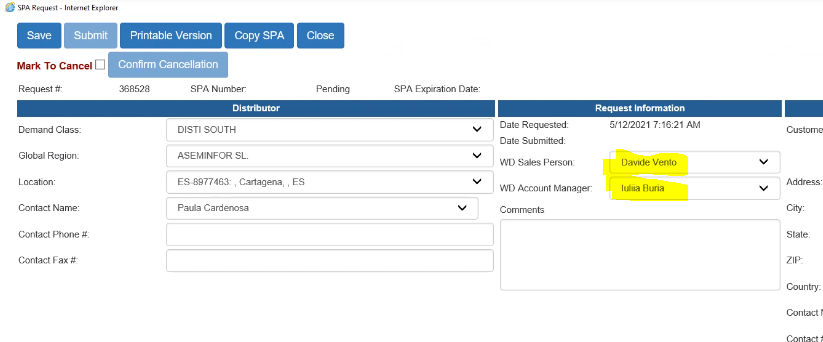 SPA Request - Internet Explorer
Save Submit Printable Version Copy SPA Close
Mark To Cancel Confirm Cancellation
Request #: 368528 SPA Number: Pending SPA Expiration Date:
Distributor Request Information
Demand Class: DISTI SOUTH Date Requested: 5/12/2021 7:16:21 AM Custome
Date Submitted:
Global Region: ASEMINFOR SL. WD Sales Person: Davide Vento
Location: ES-8977463: , Cartagena, , ES WD Account Manager: Iuliia Buria Address:
Contact Name: Paula Cardenosa Comments City:
Contact Phone #: State:
Contact Fax #: ZIP:
Country:
Contact
Contact #